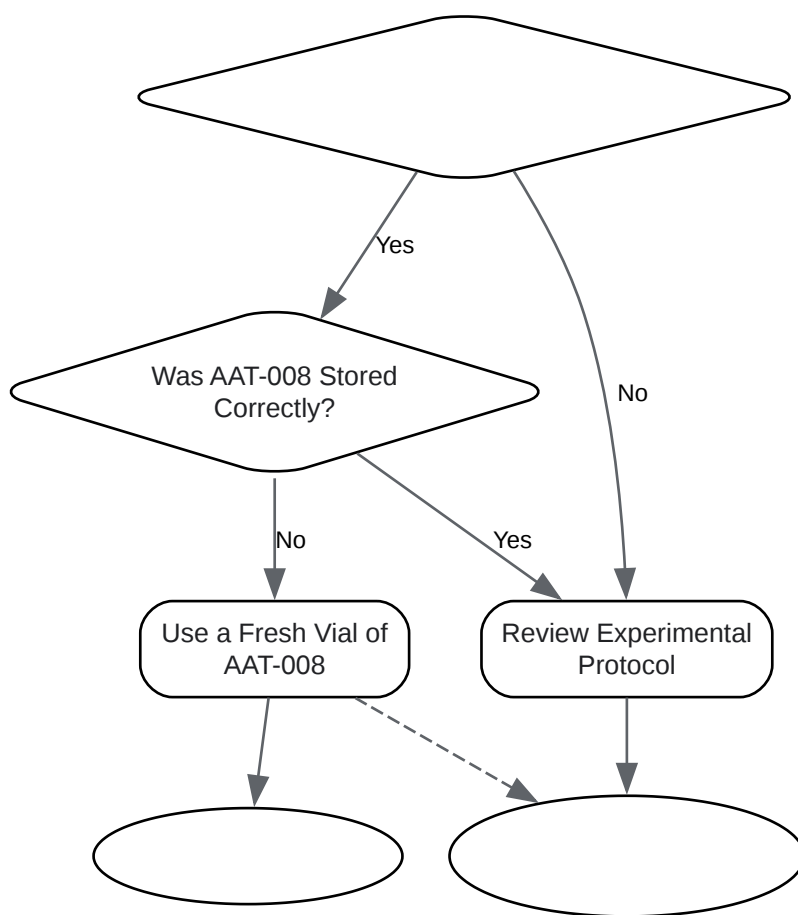 Yes
Was AAT-008 Stored
Correctly?
No
No
Yes
Use a Fresh Vial of
AAT-008
Review Experimental
Protocol